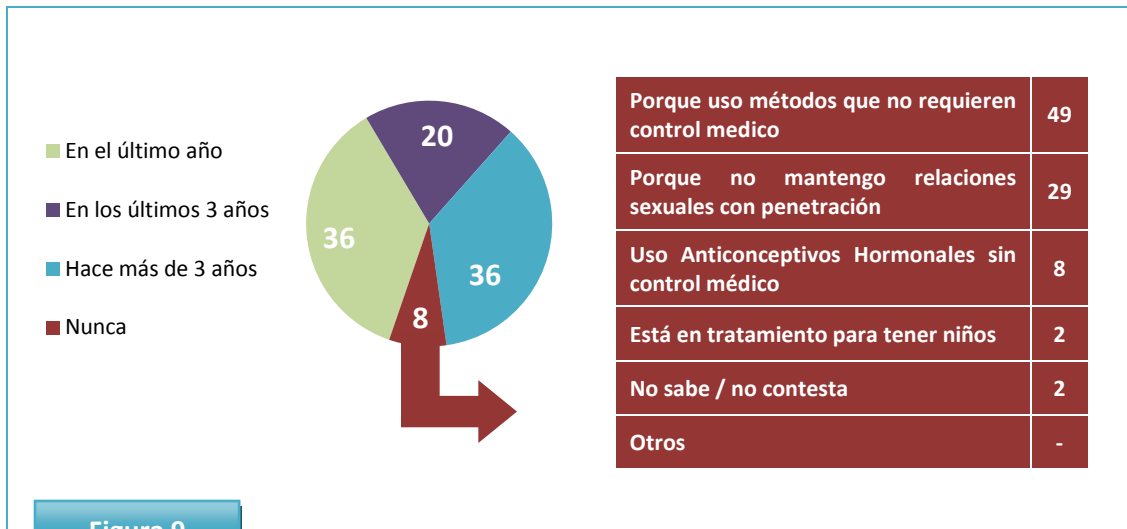 En el último año
En los últimos 3 años
Hace más de 3 años
Nunca
20
36
36
8
Porque uso métodos que no requieren
control medico
49
Porque no mantengo relaciones
sexuales con penetración
29
Uso Anticonceptivos Hormonales sin
control médico
8
Está en tratamiento para tener niños
2
No sabe / no contesta
2
Otros
-
Figura 9